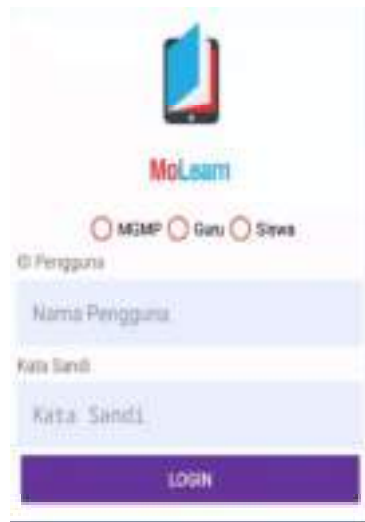 MoLearn
MGMP Guru Siswa
ID Pengguna
Nama Pengguna
Kata Sandi
Kata Sandi
LOGIN